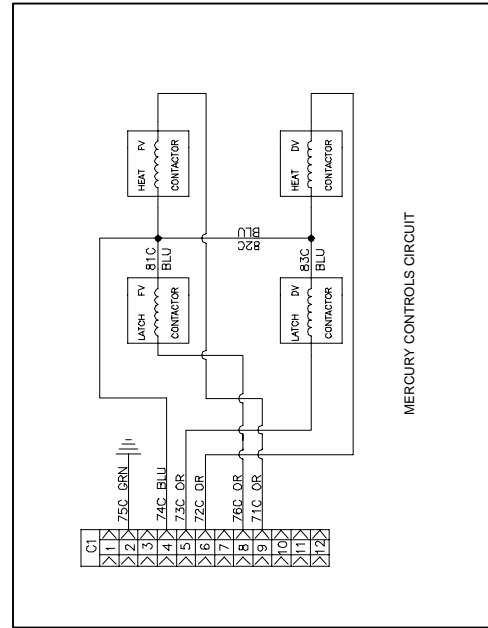 C1
1
2
3
4
5
6
7
8
9
10
11
12
75C GRN
74C BLU
73C OR
72C OR
76C OR
71C OR
81C
BLU
82C
BLU
83C
BLU
LATCH FV
CONTACTOR
HEAT FV
CONTACTOR
LATCH DV
CONTACTOR
HEAT DV
CONTACTOR
MERCURY CONTROLS CIRCUIT